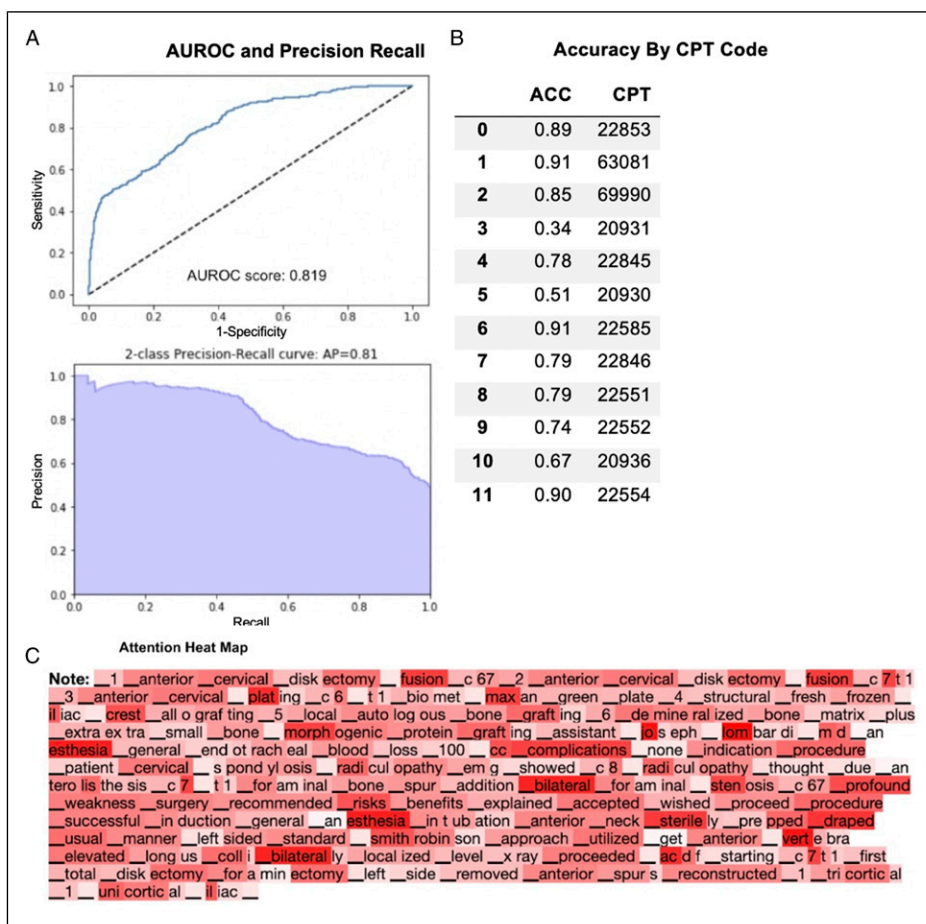 A
AUROC and Precision Recall
1.0
0.8
0.6
0.4
0.2
0.0
Sensitivity
AUROC score: 0.819
0.0 0.2 0.4 0.6 0.8 1.0
1-Specificity
2-class Precision-Recall curve: AP=0.81
1.0
0.8
0.6
0.4
0.2
0.0
Precision
0.0 0.2 0.4 0.6 0.8 1.0
Recall
B
Accuracy By CPT Code
ACC CPT
0 0.89 22853
1 0.91 63081
2 0.85 69990
3 0.34 20931
4 0.78 22845
5 0.51 20930
6 0.91 22585
7 0.79 22846
8 0.79 22551
9 0.74 22552
10 0.67 20936
11 0.90 22554
Attention Heat Map
C
Note: __1 __anterior __cervical __disk ectomy __ fusion __c 67 __2 __anterior __cervical __disk ectomy __ fusion __c 7 t 1
__3 __anterior __cervical __ plat ing __c 6 __ t 1 __bio met __ max an __green __plate __4 __structural __fresh __frozen __
il iac __ crest __all o graf ting __5 __local __auto log ous __bone __graft ing __6 __de mine ral ized __bone __matrix __plus
__extra ex tra __small __bone __ morph ogenic __protein __graft ing __assistant __ jo s eph __ lom bar di __ m d __ an
esthesia __general __end ot rach eal __blood __loss __100 __ cc __complications __none __indication __procedure
__patient __cervical __ s pond yl osis __ radi cul opathy __em g __showed __c 8 __ radi cul opathy __thought __due __an
tero lis the sis __c 7 __ t 1 __for am inal __bone __spur __addition __bilateral __for am inal __ sten osis __c 67 __profound
__weakness __surgery __recommended __risks __benefits __explained __accepted __wished __proceed __procedure
__successful __in duction __general __an esthesia __in t ub ation __anterior __neck __sterile ly __pre pped __draped
__usual __manner __left sided __standard __ smith robin son __approach __utilized __get __anterior __ vert e bra
__elevated __long us __coll i __bilateral ly __local ized __level __x ray __proceeded __ ac d f __starting __c 7 t 1 __first
__total __disk ectomy __for a min ectomy __left __side __removed __anterior __spur s __reconstructed __1 __tri cortic al
__1 __ uni cortic al __ il iac __